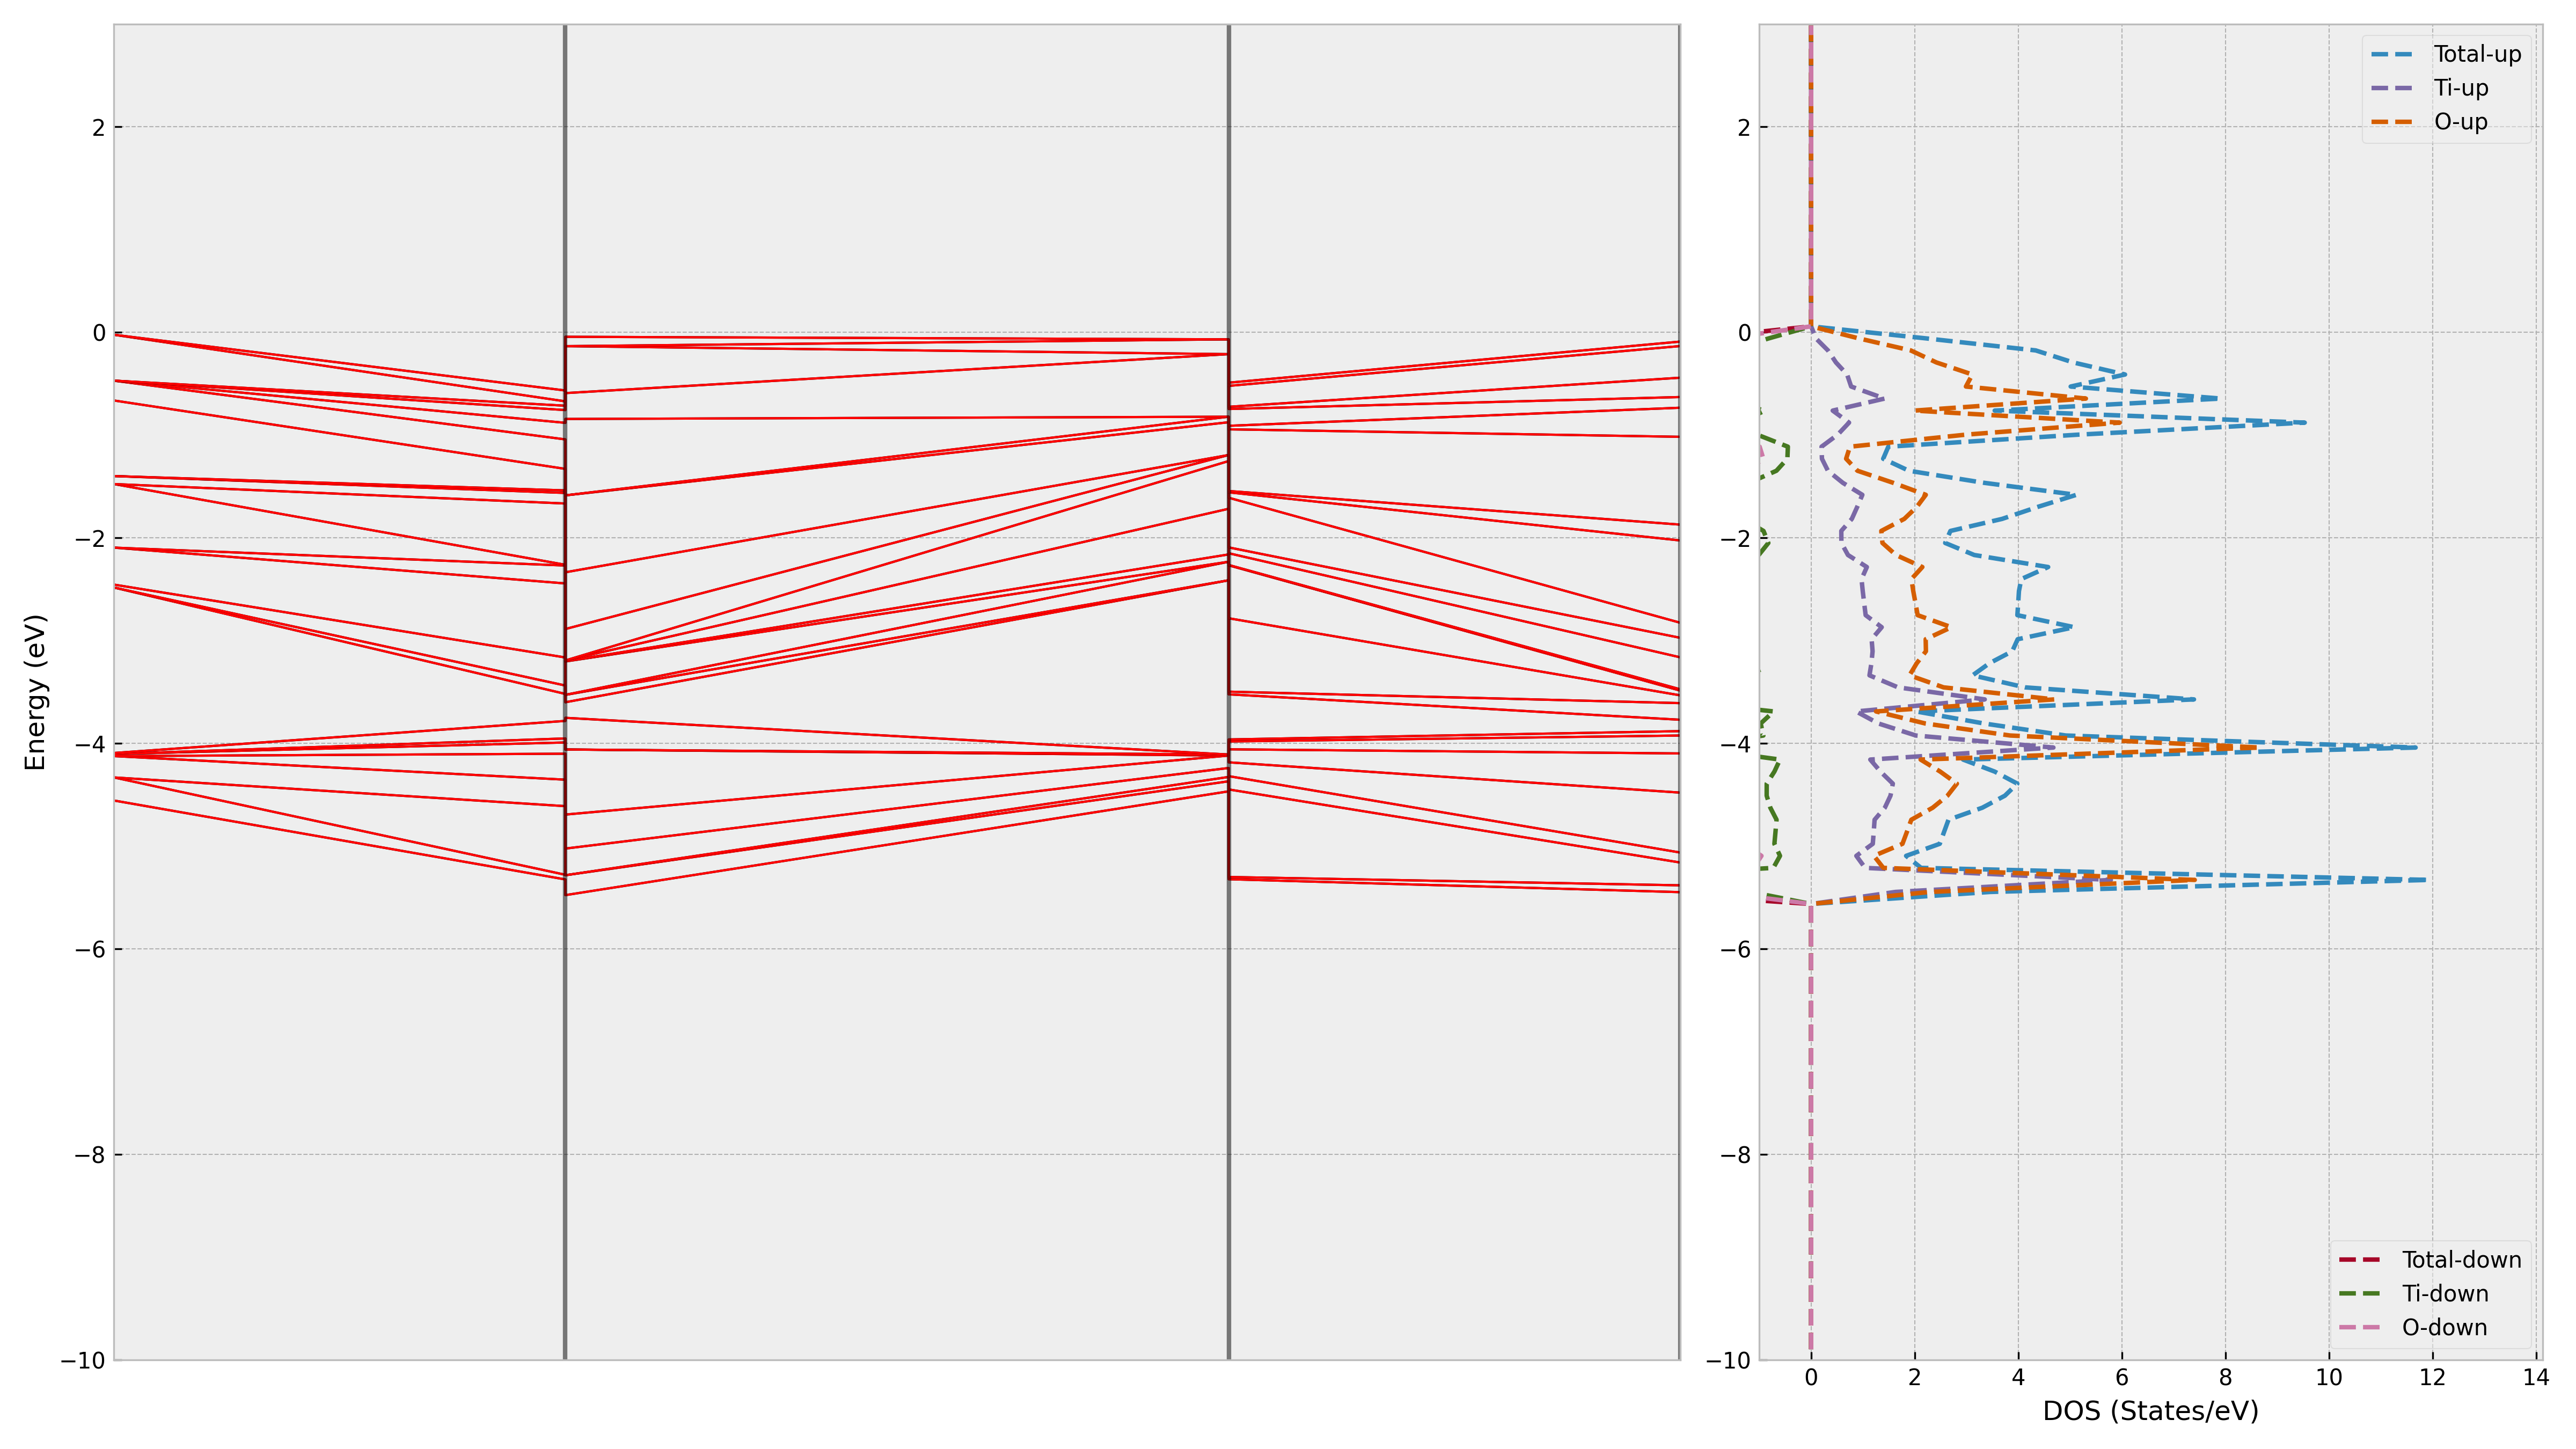 Energy (eV)
2
0
−2
−4
−6
−8
−10
2
0
−2
−4
−6
−8
−10
Total-up
Ti-up
O-up
Total-down
Ti-down
O-down
0 2 4 6 8 10 12 14
DOS (States/eV)